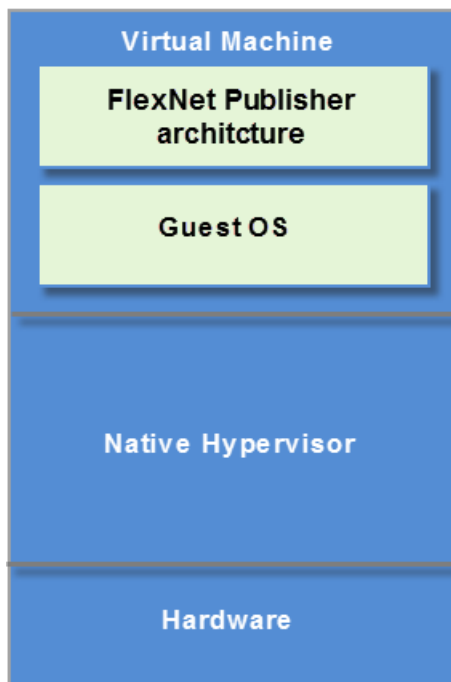 Virtual Machine
FlexNet Publisher
architcture
Guest OS
Native Hypervisor
Hardware